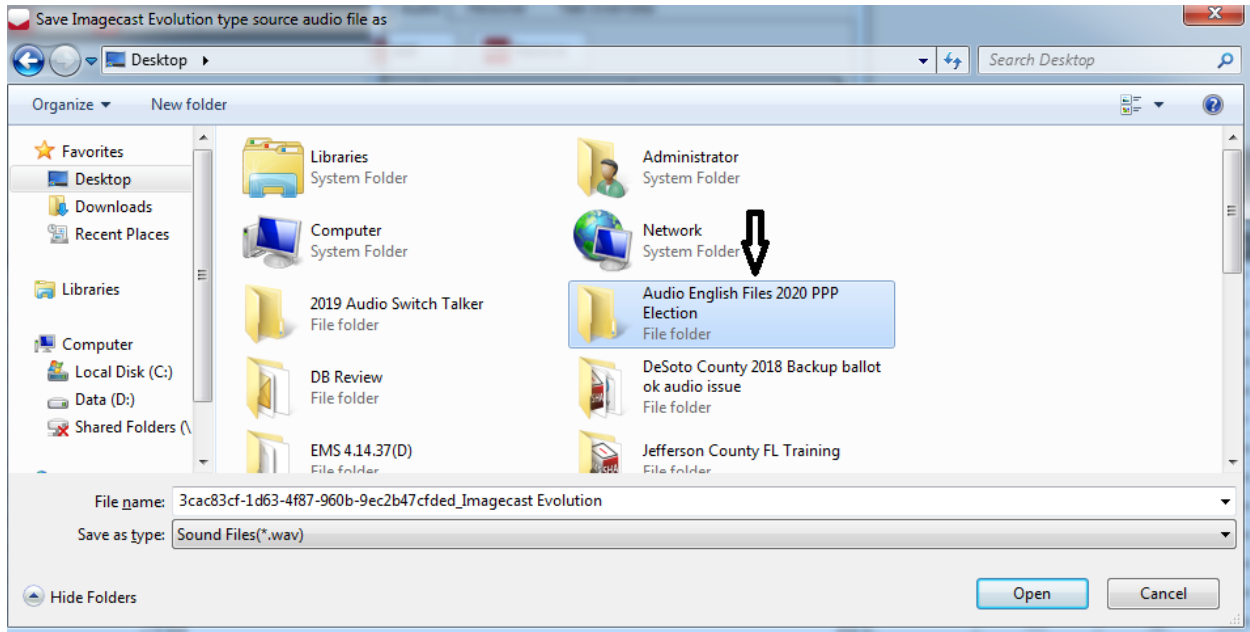 Save Imagecast Evolution type source audio file as
Desktop
Search Desktop
Organize
New folder
Favorites
Desktop
Downloads
Recent Places
Libraries
Computer
Local Disk (C:)
Data (D:)
Shared Folders (\
Libraries
System Folder
Administrator
System Folder
Computer
System Folder
Network
System Folder
2019 Audio Switch Talker
File folder
Audio English Files 2020 PPP
Election
File folder
DB Review
File folder
DeSoto County 2018 Backup ballot
ok audio issue
File folder
EMS 4.14.37(D)
File folder
Jefferson County FL Training
File folder
File name: 3cac83cf-1d63-4f87-960b-9ec2b47cfded_Imagecast Evolution
Save as type: Sound Files(*.wav)
Hide Folders
Open
Cancel